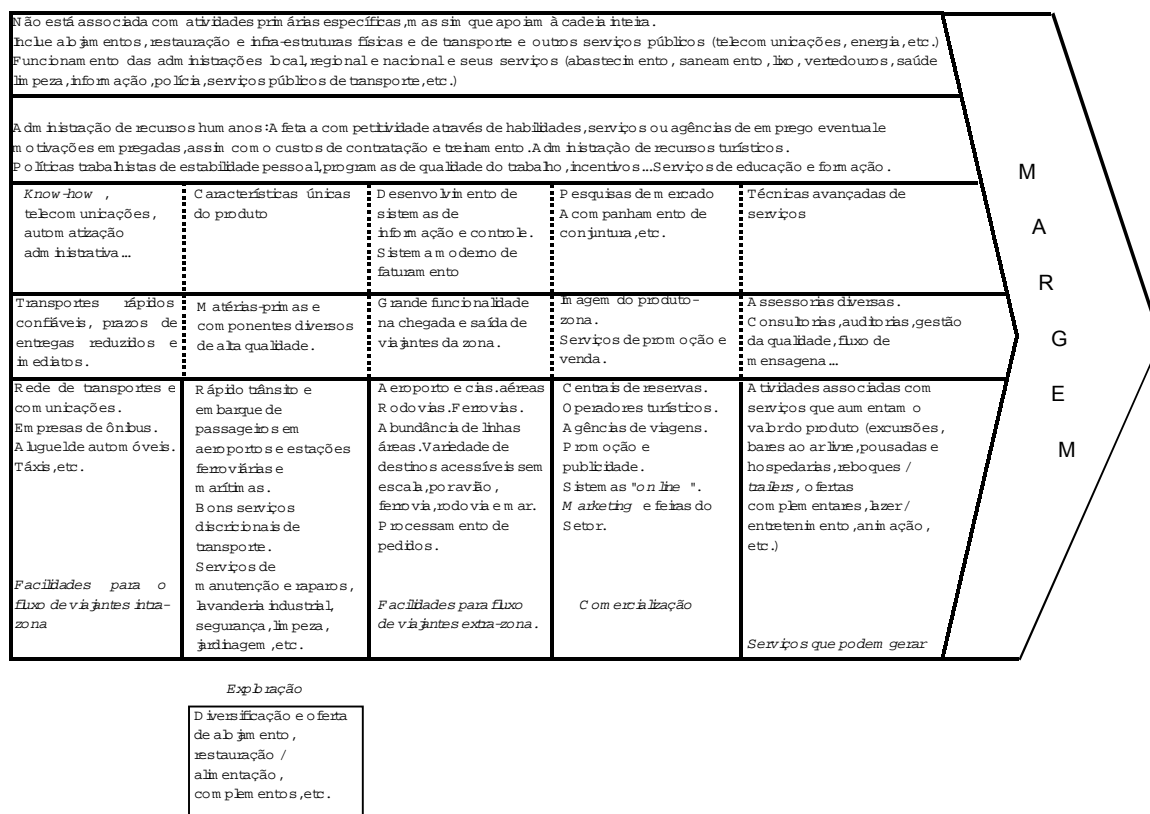 Não está associada com atividades primárias específicas, mas sim que apoiam à cadeia inteira.
Inclue alojamentos, restauração e infra-estruturas físicas e de transporte e outros serviços públicos (telecomunicações, energia, etc.)
Funcionamento das administrações local, regional e nacional e seus serviços (abastecimento, saneamento, lixo, vertedouros, saúde
limpeza, informação, polícia, serviços públicos de transporte, etc.)
Administração de recursos humanos: Afeta a competitividade através de habilidades, serviços ou agências de emprego eventual e
motivações empregadas, assim como custos de contratação e treinamento. Administração de recursos turísticos.
Políticas trabalhistas de estabilidade pessoal, programas de qualidade do trabalho, incentivos... Serviços de educação e formação.
Know-how ,
telecomunicações,
automatização
administrativa...
Características únicas
do produto
Desenvolvimento de
sistemas de
informação e controle.
Sistema moderno de
faturamento
Pesquisas de mercado
Acompanhamento de
conjuntura, etc.
Técnicas avançadas de
serviços
Transportes rápidos
confiáveis, prazos de
entregas reduzidos e
imediatos.
Matérias-primas e
componentes diversos
de alta qualidade.
Grande funcionalidade
na chegada e saída de
viajantes da zona.
Imagem do produto-
zona.
Serviços de promoção e
venda.
Assessorias diversas.
Consultorias, auditorias, gestão
da qualidade, fluxo de
mensagena...
Rede de transportes e
comunicações.
Empresas de ônibus.
Aluguel de automóveis.
Táxis, etc.
Facilidades para o
fluxo de viajantes intra-
zona
Rápido trânsito e
embarque de
passageiros em
aeroportos e estações
ferroviárias e
marítimas.
Bons serviços
discricionais de
transporte.
Serviços de
manutenção e raparos,
lavanderia industrial,
segurança, limpeza,
jardinagem, etc.
Aeroporto e cias. aéreas
Rodovias. Ferrovias.
Abundância de linhas
áreas. Variedade de
destinos acessíveis sem
escala, por avião,
ferrovia, rodovia e mar.
Processamento de
pedidos.
Facilidades para fluxo
de viajantes extra-zona.
Centrais de reservas.
Operadores turísticos.
Agências de viagens.
Promoção e
publicidade.
Sistemas "on line ".
Marketing e feiras do
Setor.
Comercialização
Atividades associadas com
serviços que aumentam o
valor do produto (excursões,
bares ao ar livre, pousadas e
hospedarias, reboques /
trailers, ofertas
complementares, lazer /
entretenimento, animação,
etc.)
Serviços que podem gerar
M
A
R
G
E
M
Exploração
Diversificação e oferta
de alojamento,
restauração /
alimentação,
complementos, etc.